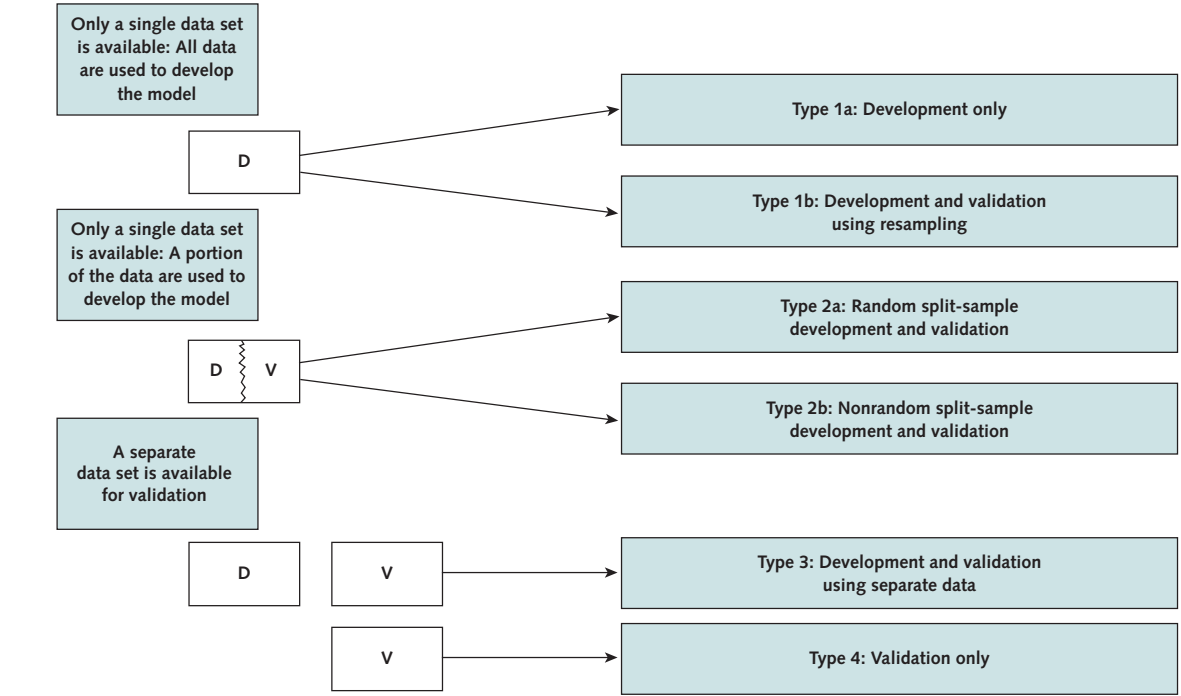 Only a single data set
is available: All data
are used to develop
the model
Type 1a: Development only
D
Type 1b: Development and validation
using resampling
Only a single data set
is available: A portion
of the data are used to
develop the model
Type 2a: Random split-sample
development and validation
D V
Type 2b: Nonrandom split-sample
development and validation
A separate
data set is available
for validation
D V
Type 3: Development and validation
using separate data
V
Type 4: Validation only